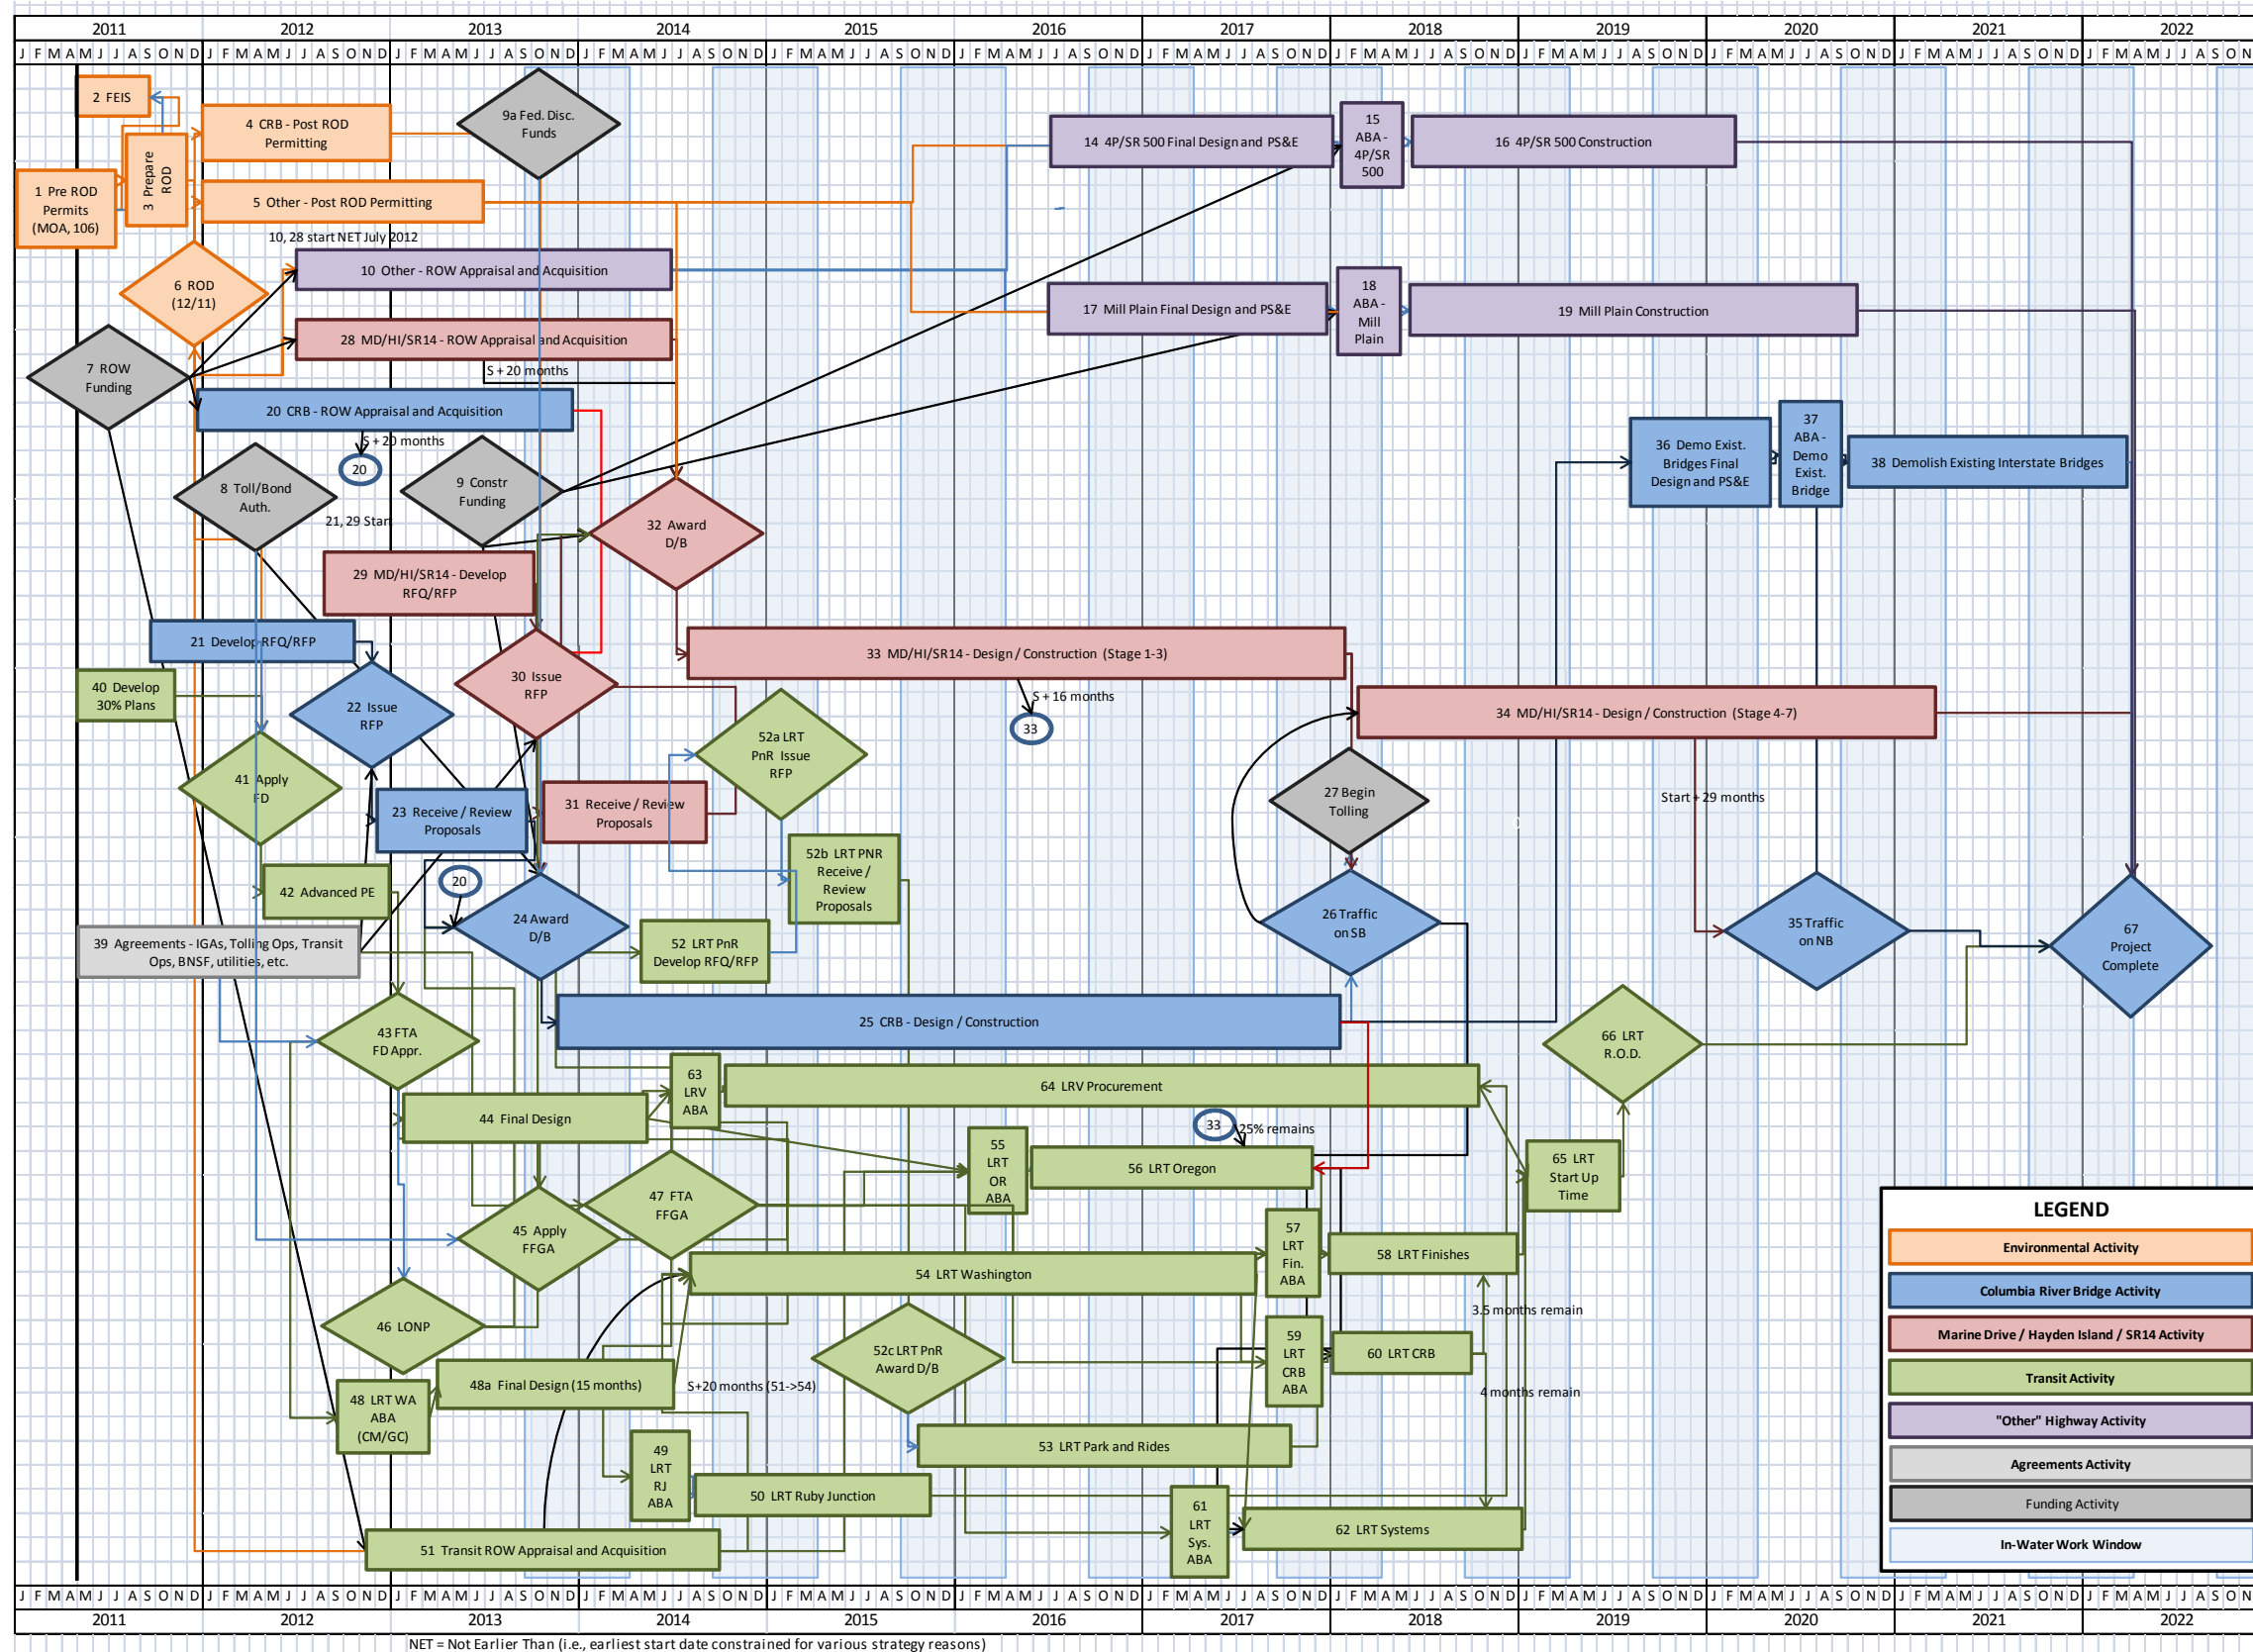 2011 2012 2013 2014 2015 2016 2017 2018 2019 2020 2021 2022
J F M A M J J A S O N D J F M A M J J A S O N D J F M A M J J A S O N D J F M A M J J A S O N D J F M A M J J A S O N D J F M A M J J A S O N D J F M A M J J A S O N D J F M A M J J A S O N D J F M A M J J A S O N D J F M A M J J A S O N D J F M A M J J A S O N D J F M A M J J A S O N
2 FEIS
4 CRB - Post ROD
Permitting
9a Fed. Disc.
Funds
14 4P/SR 500 Final Design and PS&E
15
ABA -
4P/SR
500
16 4P/SR 500 Construction
3 Prepare
ROD
1 Pre ROD
Permits
(MOA, 106)
5 Other - Post ROD Permitting
10, 28 start NET July 2012
10 Other - ROW Appraisal and Acquisition
6 ROD
(12/11)
17 Mill Plain Final Design and PS&E
18
ABA -
Mill
Plain
19 Mill Plain Construction
28 MD/HI/SR14 - ROW Appraisal and Acquisition
S + 20 months
7 ROW
Funding
20 CRB - ROW Appraisal and Acquisition
S + 20 months
20
8 Toll/Bond
Auth.
9 Constr
Funding
21, 29 Start
32 Award
D/B
36 Demo Exist.
Bridges Final
Design and PS&E
37
ABA -
Demo
Exist.
Bridge
38 Demolish Existing Interstate Bridges
29 MD/HI/SR14 - Develop
RFQ/RFP
21 Develop RFQ/RFP
33 MD/HI/SR14 - Design / Construction (Stage 1-3)
40 Develop
30% Plans
22 Issue
RFP
30 Issue
RFP
S + 16 months
33
34 MD/HI/SR14 - Design / Construction (Stage 4-7)
52a LRT
PnR Issue
RFP
41 Apply
FD
27 Begin
Tolling
Start + 29 months
23 Receive / Review
Proposals
31 Receive / Review
Proposals
52b LRT PNR
Receive /
Review
Proposals
42 Advanced PE
20
24 Award
D/B
26 Traffic
on SB
35 Traffic
on NB
67
Project
Complete
39 Agreements - IGAs, Tolling Ops, Transit
Ops, BNSF, utilities, etc.
52 LRT PnR
Develop RFQ/RFP
25 CRB - Design / Construction
43 FTA
FD Appr.
66 LRT
R.O.D.
63
LRV
ABA
64 LRV Procurement
44 Final Design
33
25% remains
55
LRT
OR
ABA
56 LRT Oregon
65 LRT
Start Up
Time
47 FTA
FFGA
45 Apply
FFGA
57
LRT
Fin.
ABA
58 LRT Finishes
54 LRT Washington
3.5 months remain
46 LONP
52c LRT PnR
Award D/B
59
LRT
CRB
ABA
60 LRT CRB
4 months remain
48a Final Design (15 months)
S+20 months (51->54)
48 LRT WA
ABA
(CM/GC)
53 LRT Park and Rides
49
LRT
RJ
ABA
50 LRT Ruby Junction
61
LRT
Sys.
ABA
62 LRT Systems
51 Transit ROW Appraisal and Acquisition
LEGEND
Environmental Activity
Columbia River Bridge Activity
Marine Drive / Hayden Island / SR14 Activity
Transit Activity
"Other" Highway Activity
Agreements Activity
Funding Activity
In-Water Work Window
J F M A M J J A S O N D J F M A M J J A S O N D J F M A M J J A S O N D J F M A M J J A S O N D J F M A M J J A S O N D J F M A M J J A S O N D J F M A M J J A S O N D J F M A M J J A S O N D J F M A M J J A S O N D J F M A M J J A S O N D J F M A M J J A S O N D J F M A M J J A S O N
2011 2012 2013 2014 2015 2016 2017 2018 2019 2020 2021 2022
NET = Not Earlier Than (i.e., earliest start date constrained for various strategy reasons)